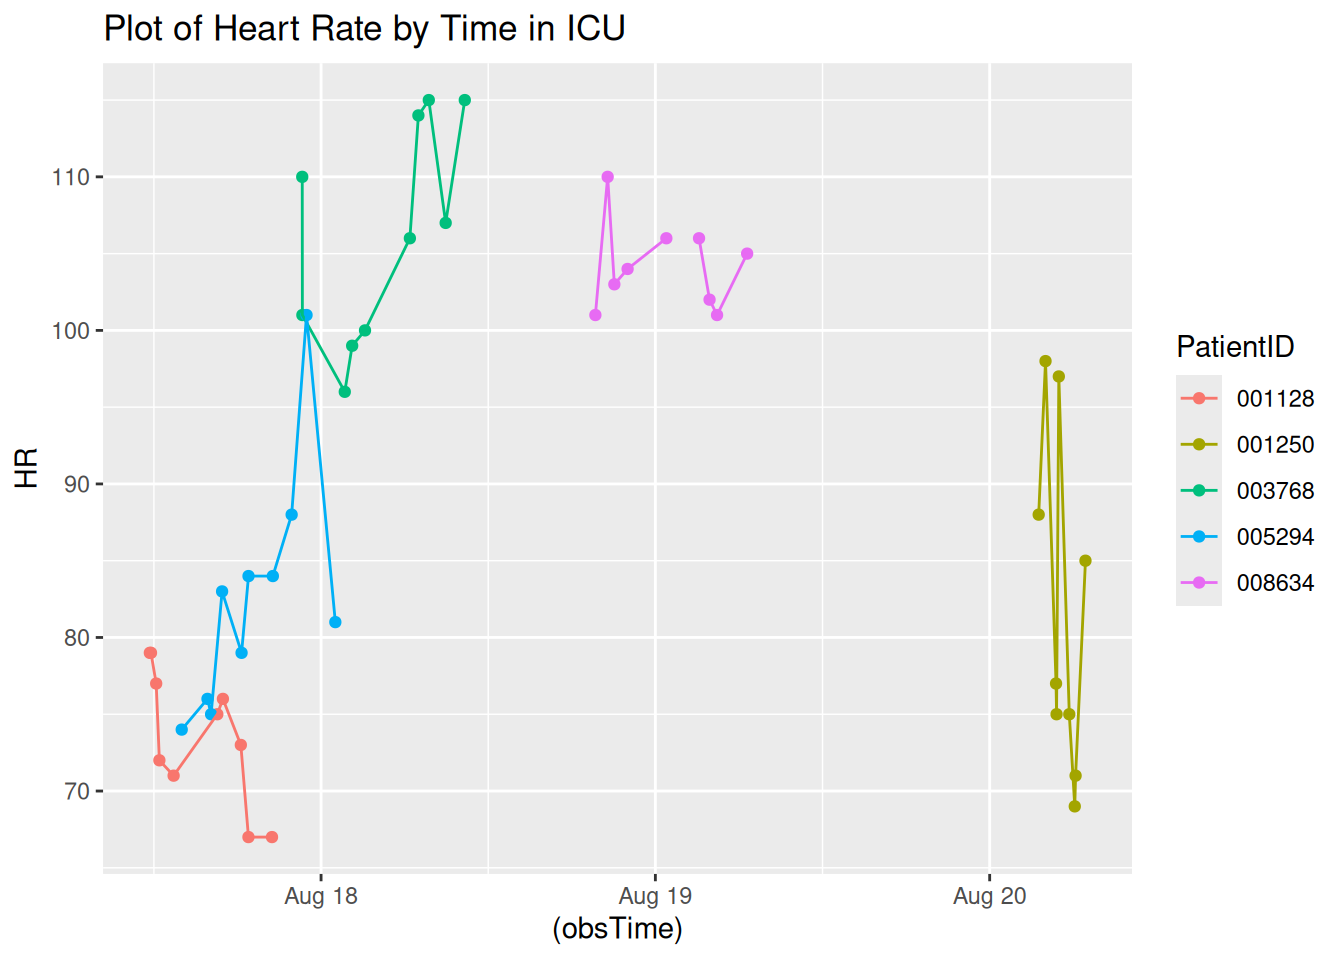 Plot of Heart Rate by Time in ICU
HR
110
100
90
80
70
Aug 18
Aug 19
Aug 20
(obsTime)
PatientID
001128
001250
003768
005294
008634